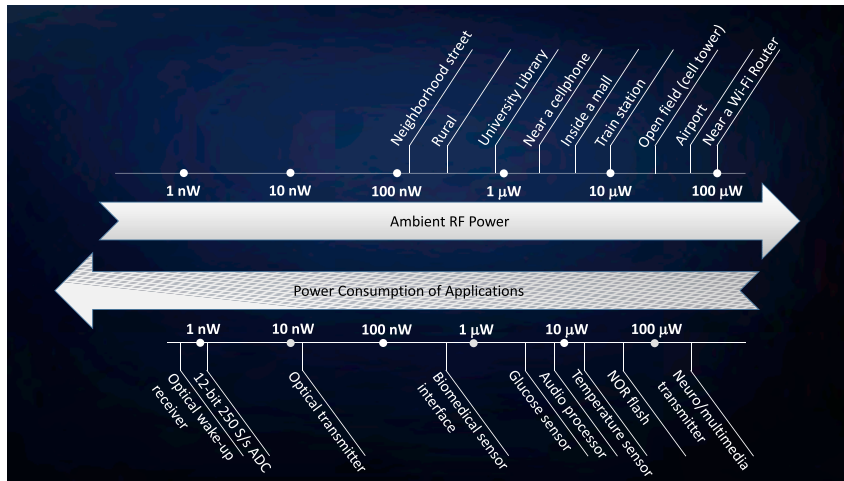 Neighborhood street
Rural
University Library
Near a cellphone
Inside a mall
Train station
Open field (cell tower)
Airport
Near a Wi-Fi Router
1 nW
10 nW
100 nW
1 μW
10 μW
100 μW
Ambient RF Power
Power Consumption of Applications
1 nW
10 nW
100 nW
1 μW
10 μW
100 μW
Optical wake-up
receiver
12-bit 250 S/s ADC
Optical transmitter
Biomedical sensor
interface
Glucose sensor
Audio processor
Temperature sensor
NOR flash
Neuro/multimedia
transmitter